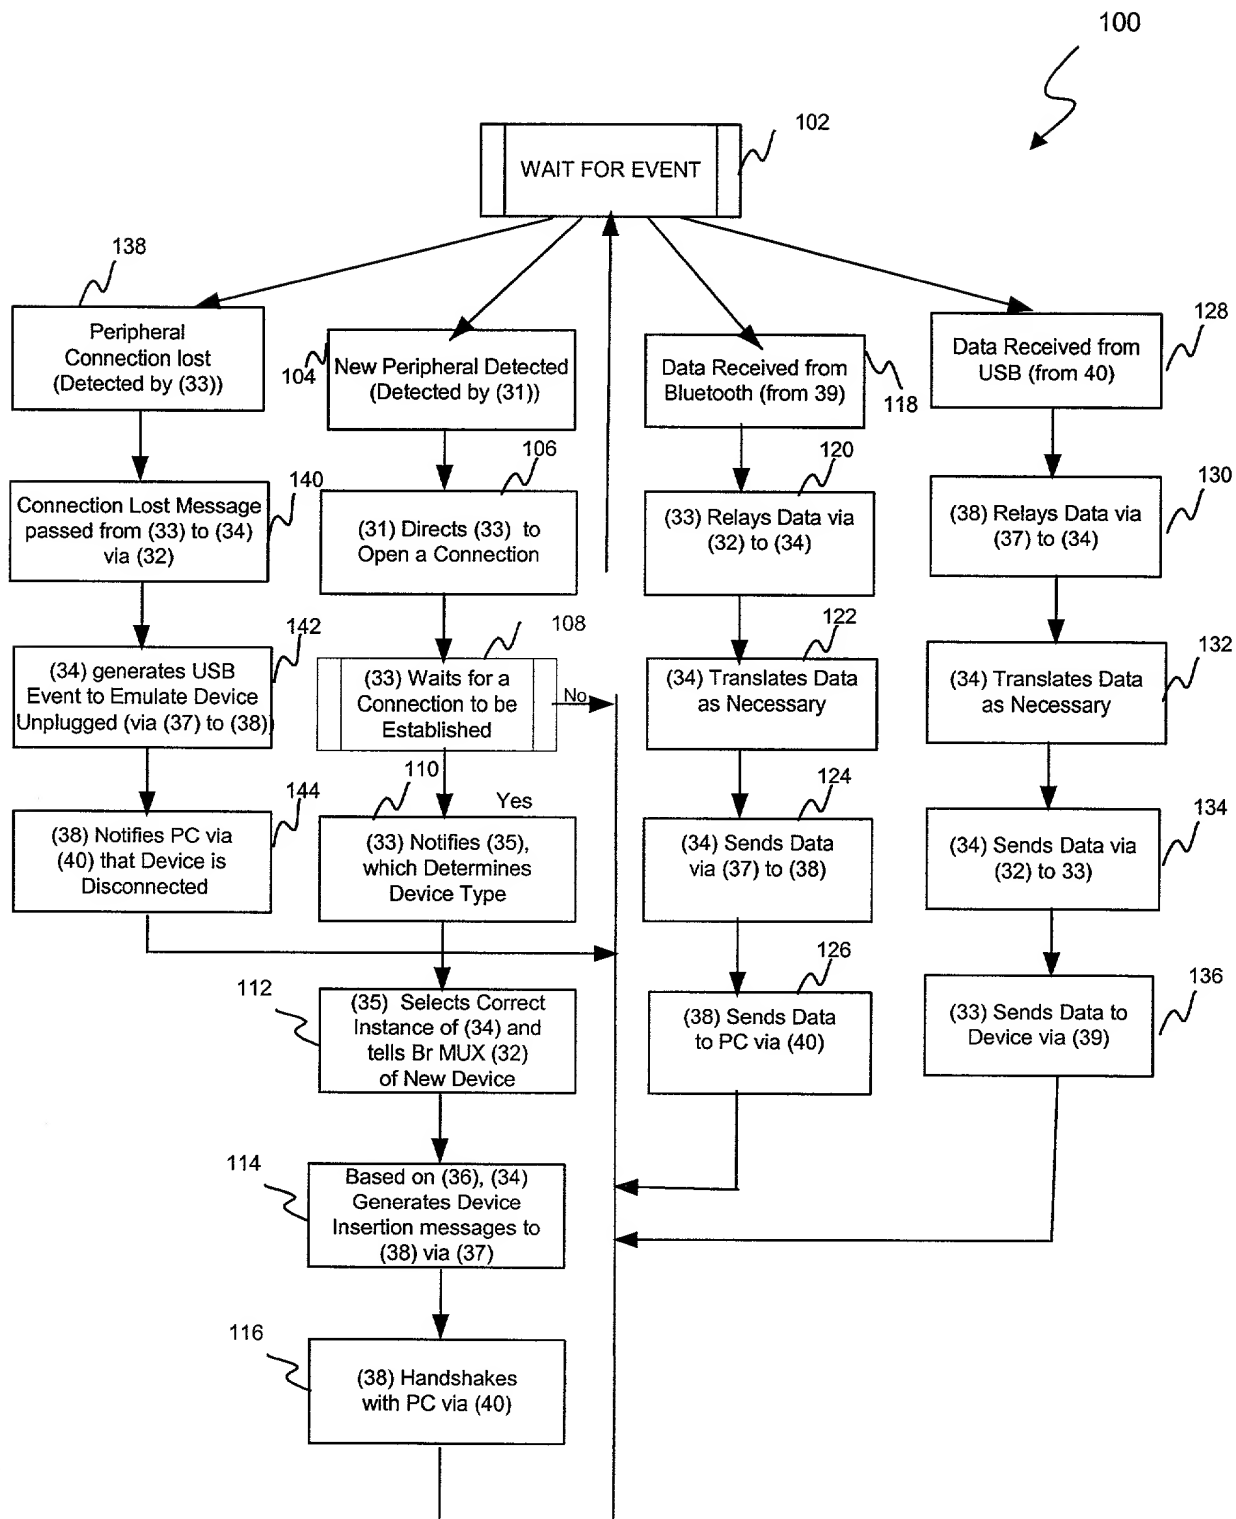 100
102
WAIT FOR EVENT
138
Peripheral
Connection lost
(Detected by (33))
140
Connection Lost Message
passed from (33) to (34)
via (32)
142
(34) generates USB
Event to Emulate Device
Unplugged (via (37) to (38))
144
(38) Notifies PC via
(40) that Device is
Disconnected
104
New Peripheral Detected
(Detected by (31))
106
(31) Directs (33) to
Open a Connection
108
(33) Waits for a
Connection to be
Established
No
110
Yes
(33) Notifies (35),
which Determines
Device Type
112
(35) Selects Correct
Instance of (34) and
tells Br MUX (32)
of New Device
114
Based on (36), (34)
Generates Device
Insertion messages to
(38) via (37)
116
(38) Handshakes
with PC via (40)
118
Data Received from
Bluetooth (from 39)
120
(33) Relays Data via
(32) to (34)
122
(34) Translates Data
as Necessary
124
(34) Sends Data
via (37) to (38)
126
(38) Sends Data
to PC via (40)
128
Data Received from
USB (from 40)
130
(38) Relays Data via
(37) to (34)
132
(34) Translates Data
as Necessary
134
(34) Sends Data via
(32) to 33)
136
(33) Sends Data to
Device via (39)